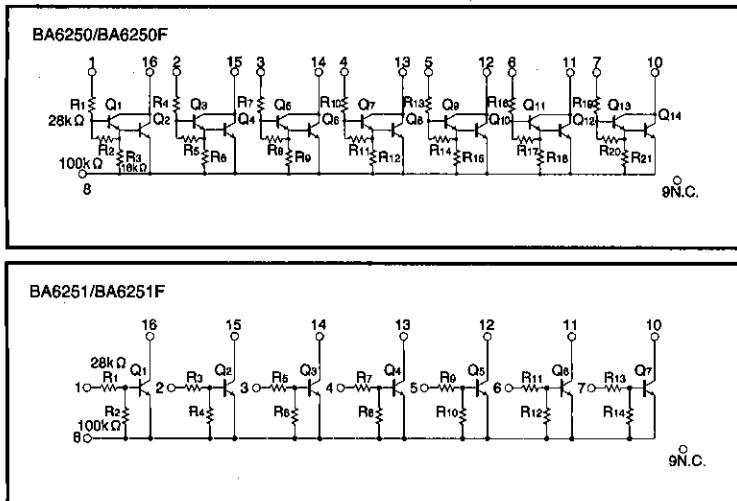 BA6250/BA6250F
1 16 2 15 3 14 4 13 5 12 6 11 7 10
R1 Q1 R4 Q3 R7 Q5 R10 Q7 R13 Q9 R16 Q11 R19 Q13
28kΩ Q2 Q4 Q6 Q8 Q10 Q12 Q14
R2 R3 R5 R6 R8 R9 R11 R12 R14 R15 R17 R18 R20 R21
100kΩ 18kΩ
8 9N.C.
BA6251/BA6251F
16 15 14 13 12 11 10
28kΩ Q1 Q2 Q3 Q4 Q5 Q6 Q7
1 R1 2 R3 3 R5 4 R7 5 R9 6 R11 7 R13
R2 R4 R6 R8 R10 R12 R14
100kΩ
8 9N.C.